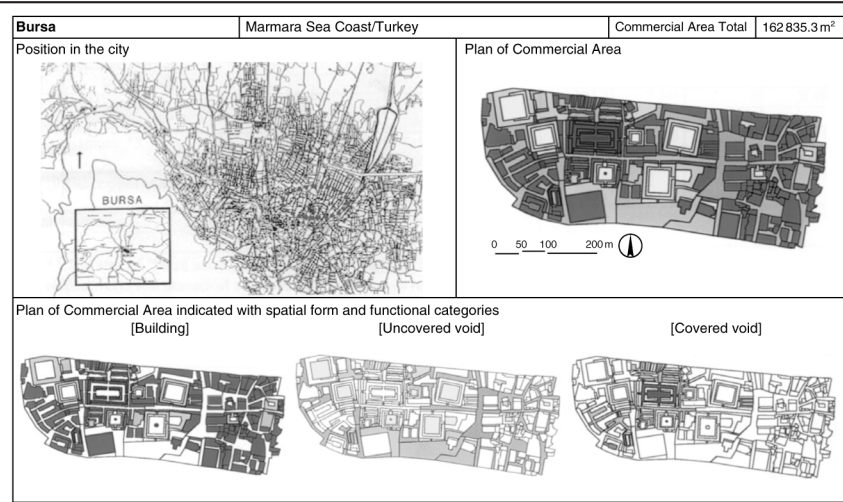 Bursa
Marmara Sea Coast/Turkey
Commercial Area Total
162 835.3 m²
Position in the city
Plan of Commercial Area
BURSA
0 50 100 200 m
Plan of Commercial Area indicated with spatial form and functional categories
[Building]
[Uncovered void]
[Covered void]